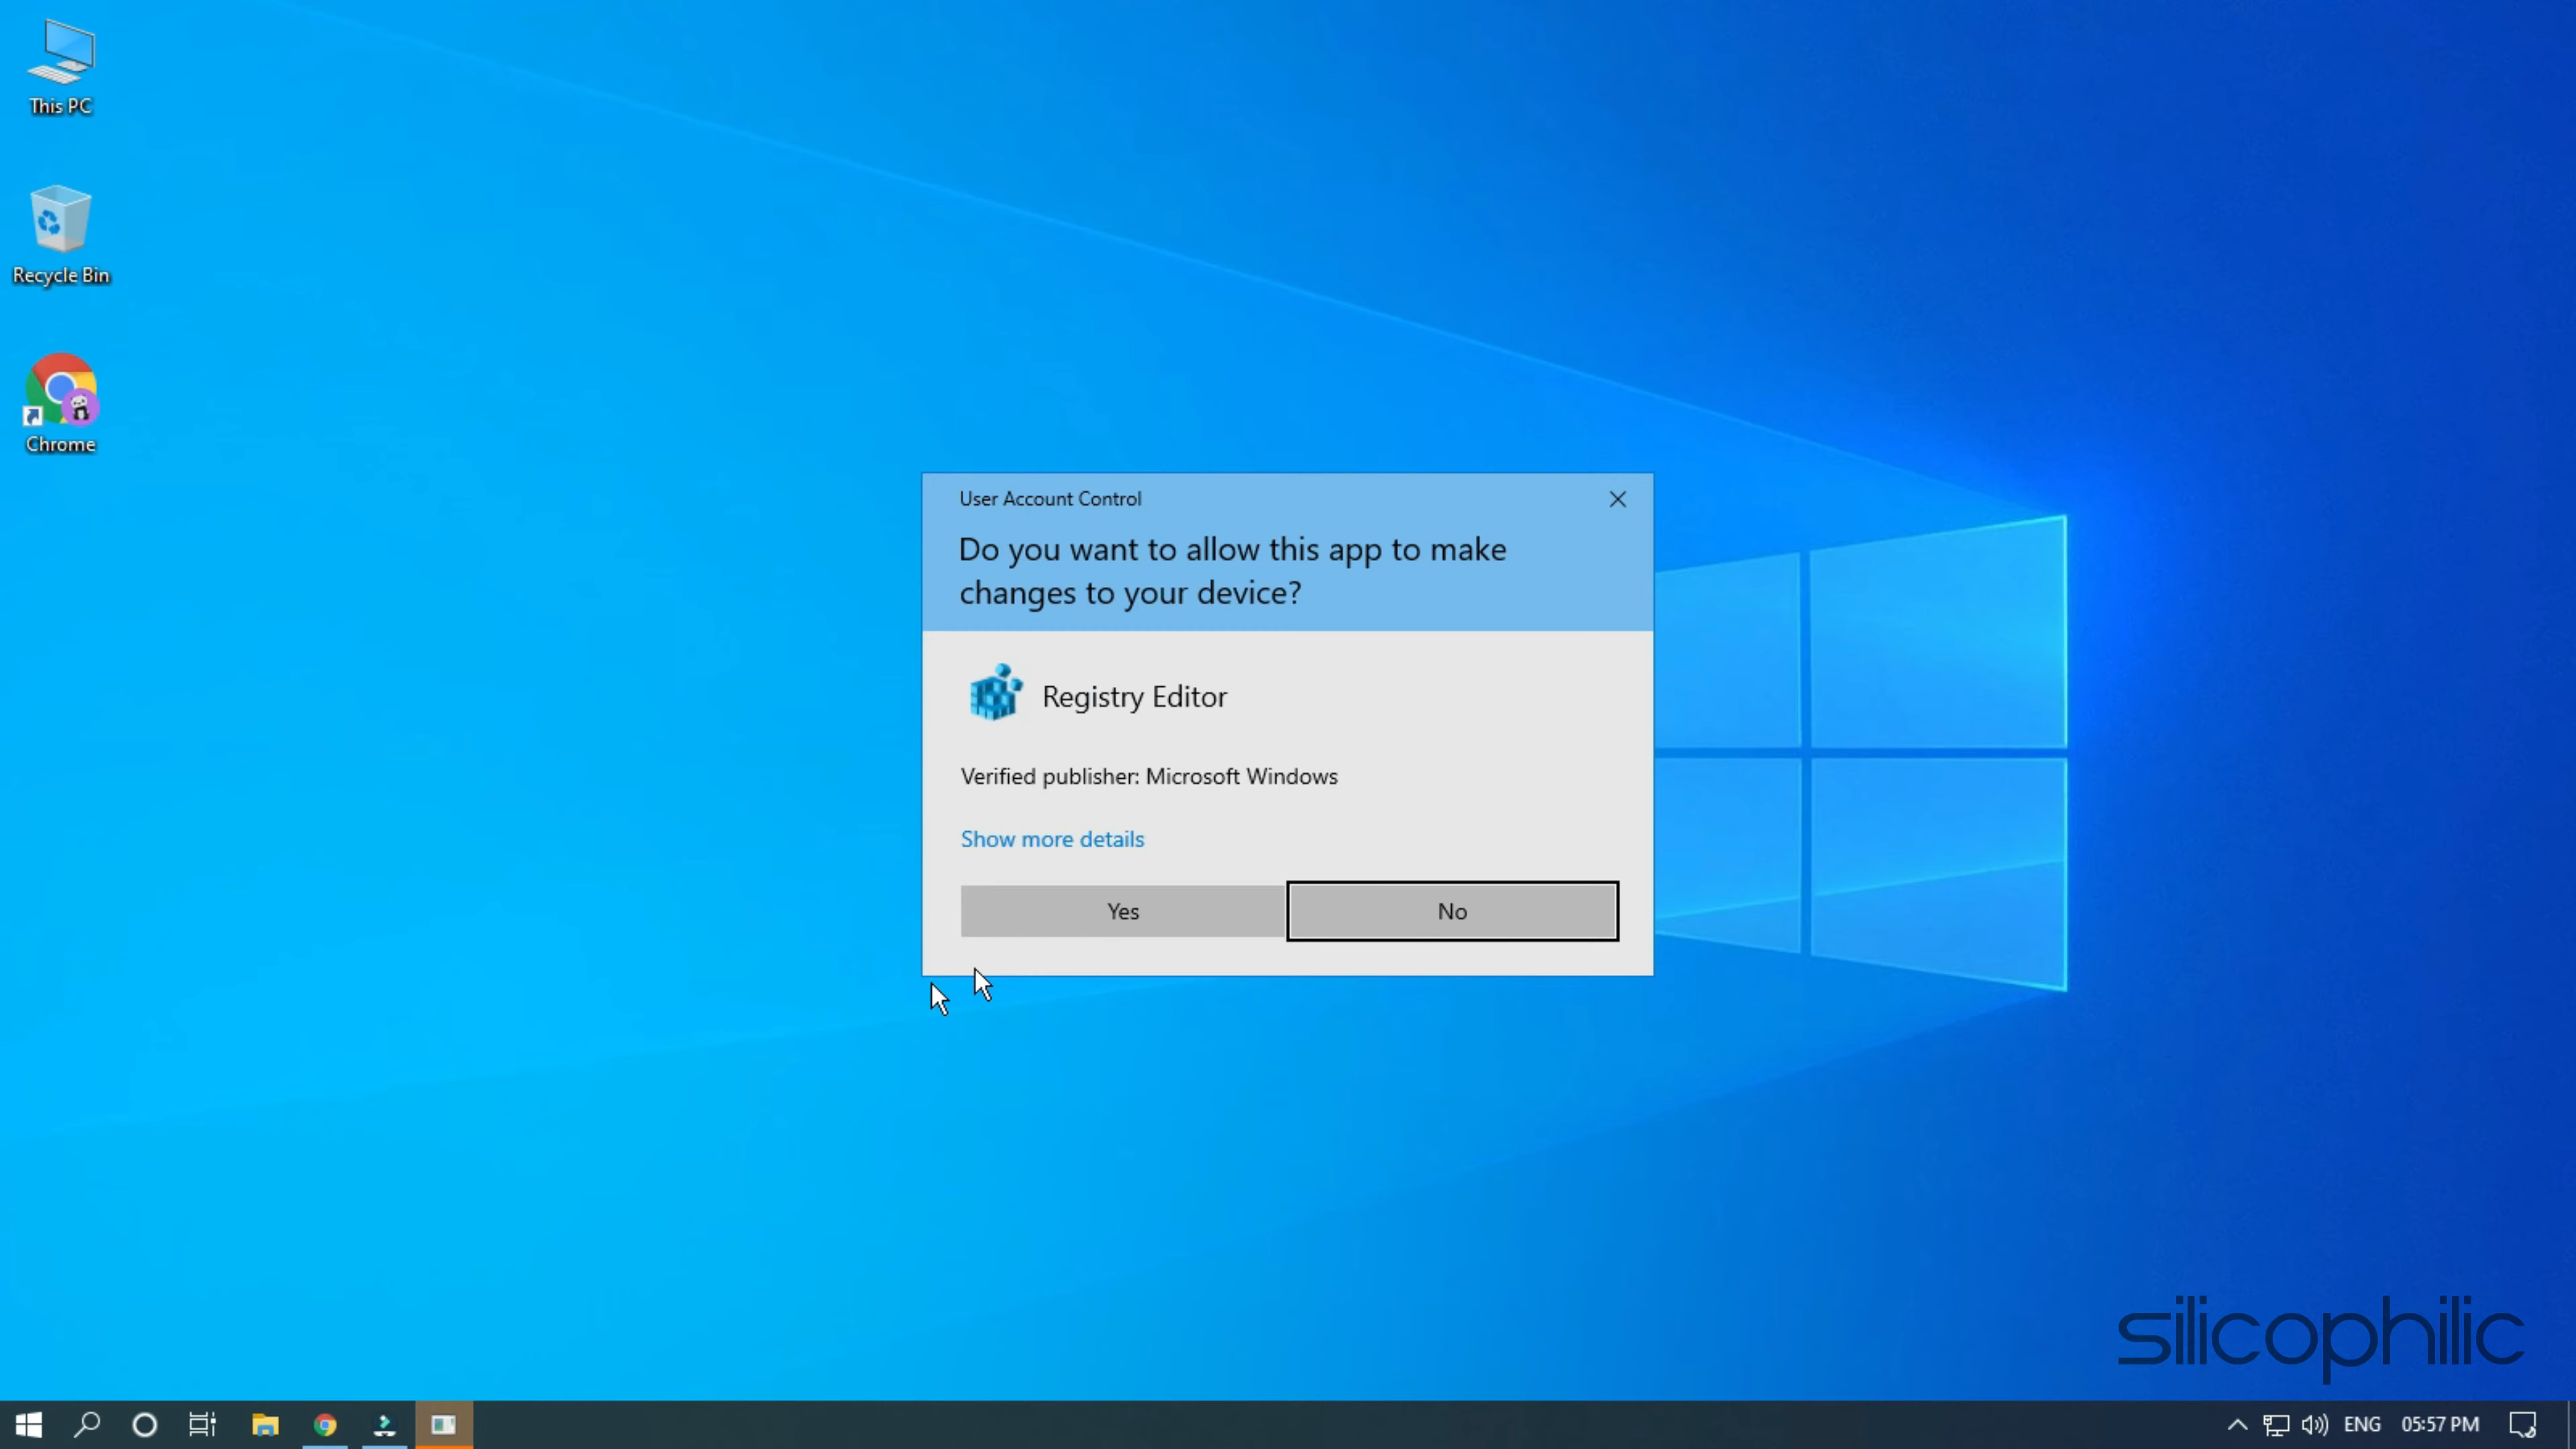 This PC
Recycle Bin
Chrome
User Account Control
Do you want to allow this app to make
changes to your device?
Registry Editor
Verified publisher: Microsoft Windows
Show more details
Yes
No
silicophilic
ENG
05:57 PM